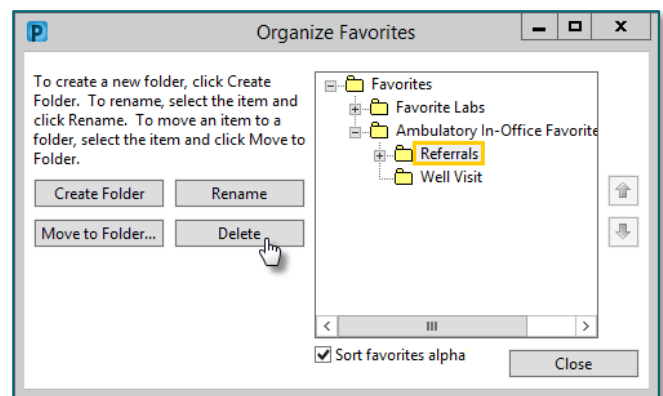 P
Organize Favorites
To create a new folder, click Create
Folder. To rename, select the item and
click Rename. To move an item to a
folder, select the item and click Move to
Folder.
Create Folder
Rename
Move to Folder...
Delete
Favorites
Favorite Labs
Ambulatory In-Office Favorite
Referrals
Well Visit
Sort favorites alpha
Close